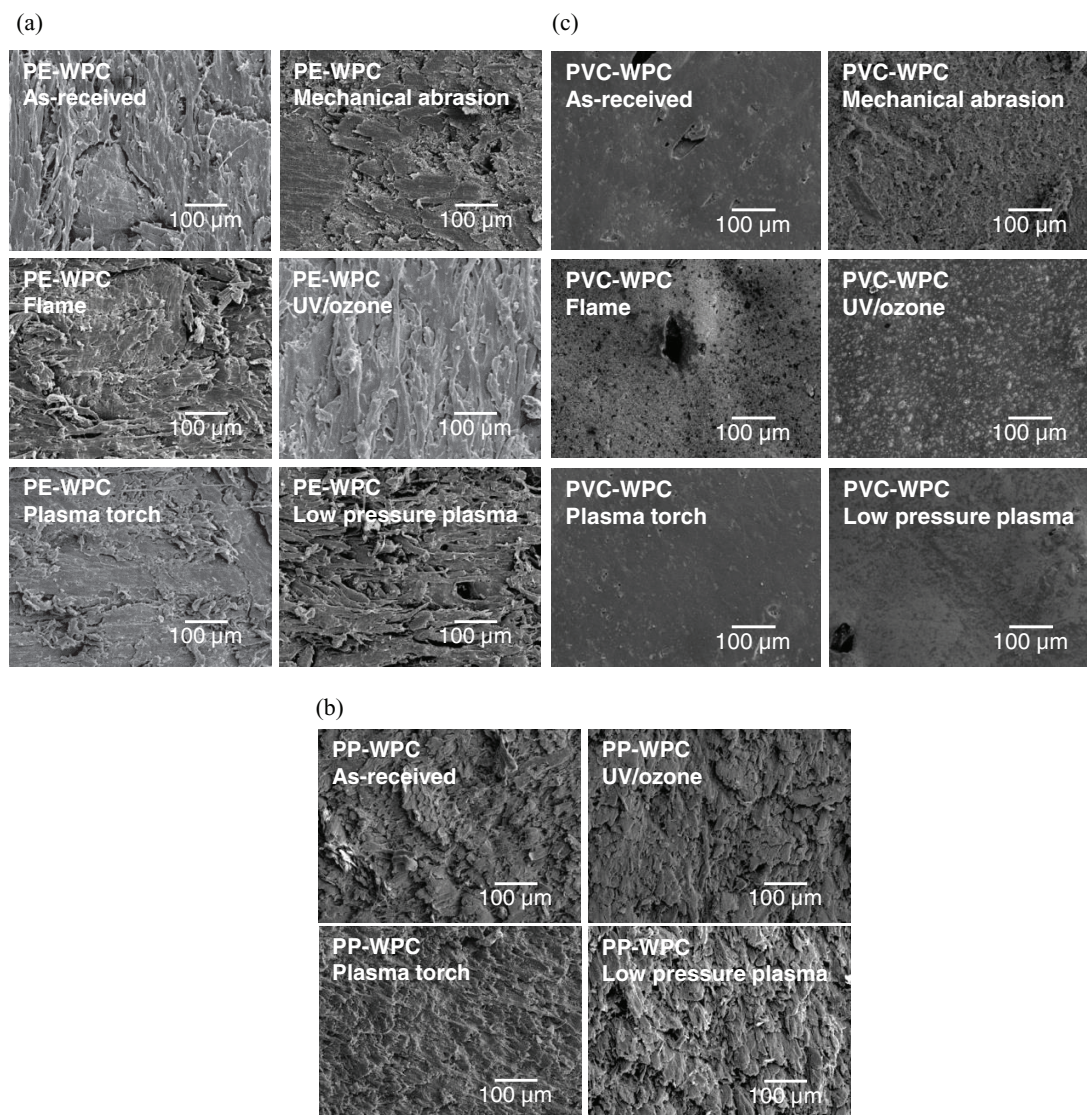 (a)
PE-WPC
As-received
100 µm
PE-WPC
Mechanical abrasion
100 µm
PE-WPC
Flame
100 µm
PE-WPC
UV/ozone
100 µm
PE-WPC
Plasma torch
100 µm
PE-WPC
Low pressure plasma
100 µm
(c)
PVC-WPC
As-received
100 µm
PVC-WPC
Mechanical abrasion
100 µm
PVC-WPC
Flame
100 µm
PVC-WPC
UV/ozone
100 µm
PVC-WPC
Plasma torch
100 µm
PVC-WPC
Low pressure plasma
100 µm
(b)
PP-WPC
As-received
100 µm
PP-WPC
UV/ozone
100 µm
PP-WPC
Plasma torch
100 µm
PP-WPC
Low pressure plasma
100 µm